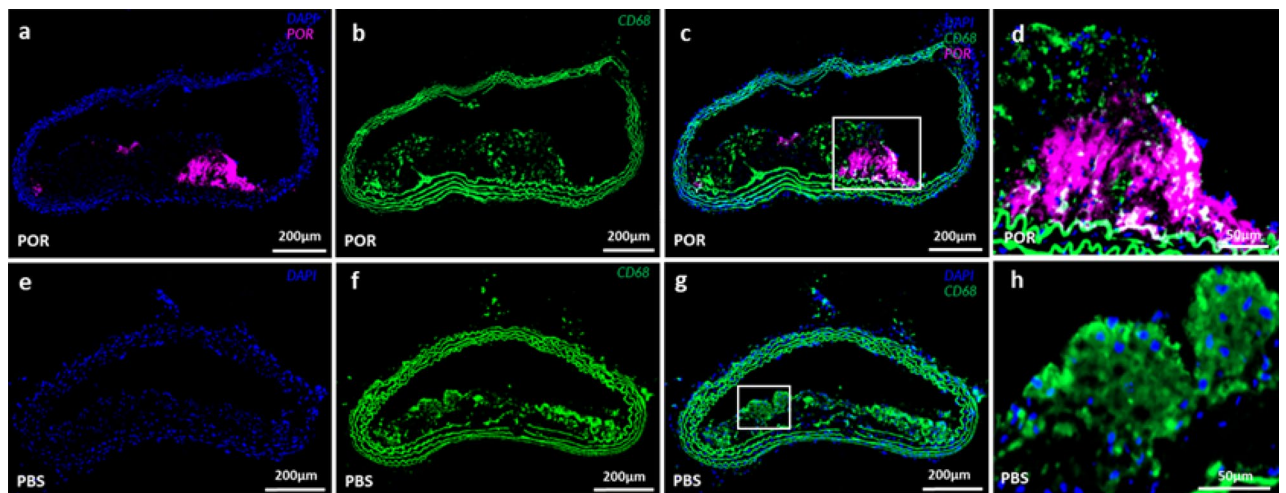 a
DAPI
POR
POR
200µm
b
CD68
POR
200µm
c
DAPI
CD68
POR
POR
200µm
d
POR
50µm
e
DAPI
PBS
200µm
f
CD68
PBS
200µm
g
DAPI
CD68
PBS
200µm
h
PBS
50µm